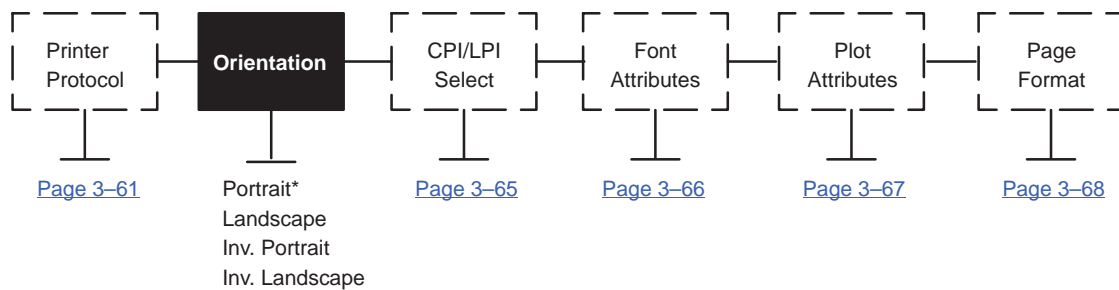 Printer
Protocol
Orientation
CPI/LPI
Select
Font
Attributes
Plot
Attributes
Page
Format
Page 3–61
Portrait*
Landscape
Inv. Portrait
Inv. Landscape
Page 3–65
Page 3–66
Page 3–67
Page 3–68